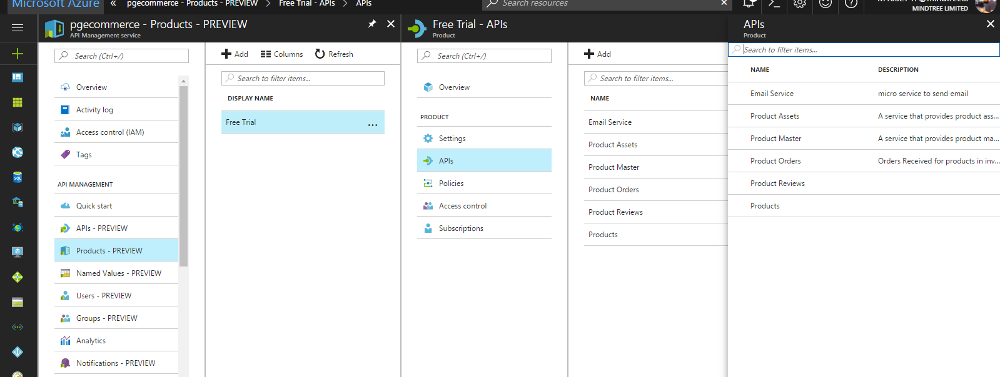 Microsoft Azure
pgecommerce - Products - PREVIEW
Free Trial - APIs
APIs
Search resources
MINDTREE LIMITED
pgecommerce - Products - PREVIEW
API Management service
Search (Ctrl+/)
Overview
Activity log
Access control (IAM)
Tags
API MANAGEMENT
Quick start
APIs - PREVIEW
Products - PREVIEW
Named Values - PREVIEW
Users - PREVIEW
Groups - PREVIEW
Analytics
Notifications - PREVIEW
SQL
Add
Columns
Refresh
Search to filter items...
DISPLAY NAME
Free Trial
...
Free Trial - APIs
Product
Search (Ctrl+/)
Overview
PRODUCT
Settings
APIs
Policies
Access control
Subscriptions
Add
Search to filter items...
NAME
Email Service
Product Assets
Product Master
Product Orders
Product Reviews
Products
APIs
Product
Search to filter items...
NAME DESCRIPTION
Email Service micro service to send email
Product Assets A service that provides product ass...
Product Master A service that provides product ma...
Product Orders Orders Received for products in inv...
Product Reviews
Products